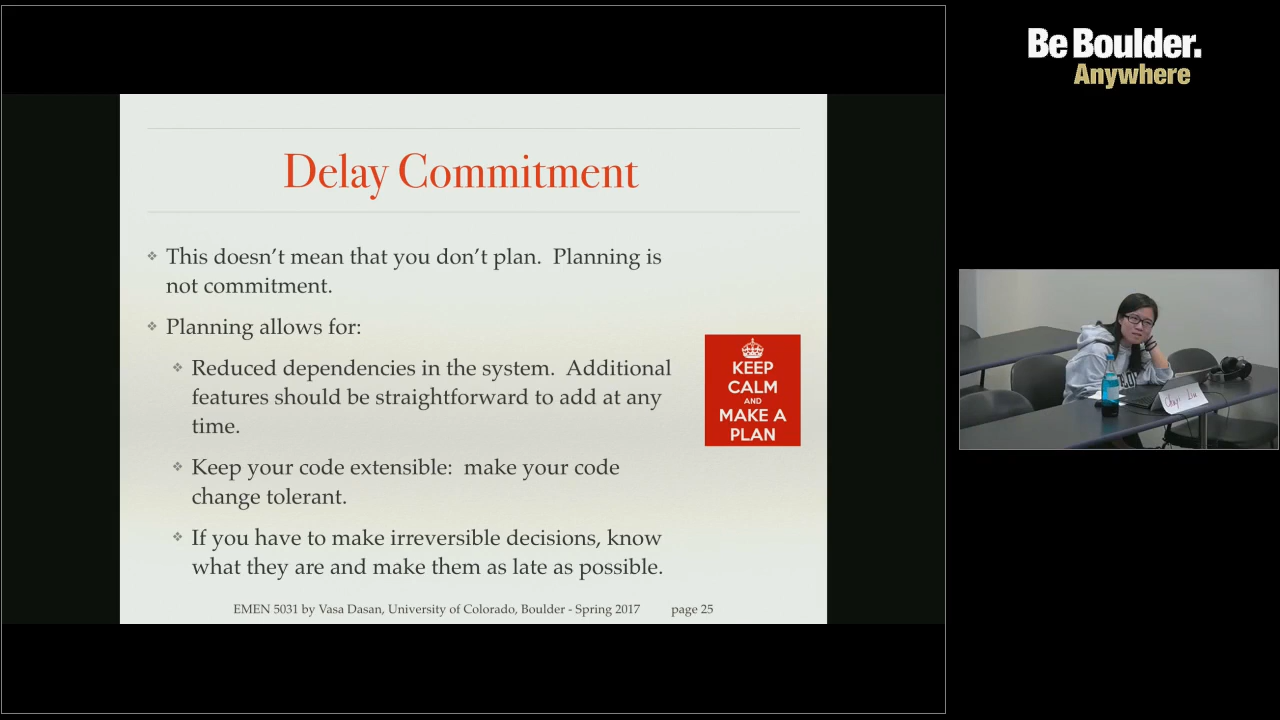 Be Boulder.
Anywhere
Delay Commitment
This doesn’t mean that you don’t plan.  Planning is
not commitment.
Planning allows for:
Reduced dependencies in the system.  Additional
features should be straightforward to add at any
time.
Keep your code extensible:  make your code
change tolerant.
If you have to make irreversible decisions, know
what they are and make them as late as possible.
KEEP
CALM
AND
MAKE A
PLAN
EMEN 5031 by Vasa Dasan, University of Colorado, Boulder - Spring 2017 page 25